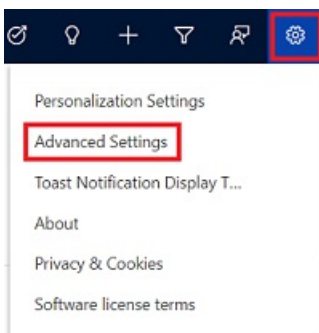 Personalization Settings
Advanced Settings
Toast Notification Display T...
About
Privacy & Cookies
Software license terms